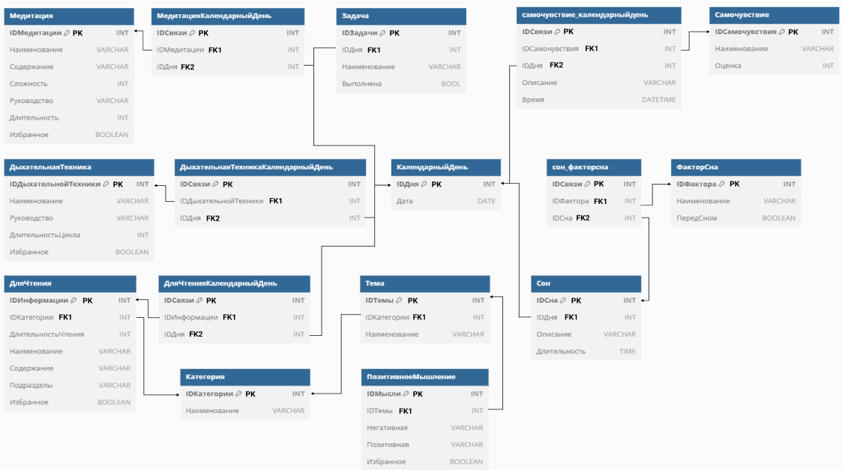 Медитация
IDМедитации PK INT
Наименование VARCHAR
Содержание VARCHAR
Сложность INT
Руководство VARCHAR
Длительность INT
Избранное BOOLEAN
МедитацияКалендарныйДень
IDСвязи PK INT
IDМедитации FK1 INT
IDДня FK2 INT
Задача
IDЗадачи PK INT
IDДня FK1 INT
Наименование VARCHAR
Выполнена BOOL
самочувствие_календарныйдень
IDСвязи PK INT
IDСамочувствия FK1 INT
IDДня FK2 INT
Описание VARCHAR
Время DATETIME
Самочувствие
IDСамочувствия PK INT
Наименование VARCHAR
Оценка INT
ДыхательнаяТехника
IDДыхательнойТехники PK INT
Наименование VARCHAR
Руководство VARCHAR
ДлительностьЦикла INT
Избранное BOOLEAN
ДыхательнаяТехникаКалендарныйДень
IDСвязи PK INT
IDДыхательнойТехники FK1 INT
IDДня FK2 INT
КалендарныйДень
IDДня PK INT
Дата DATE
сон_факторсна
IDСвязи PK INT
IDФактора FK1 INT
IDСна FK2 INT
ФакторСна
IDФактора PK INT
Наименование VARCHAR
ПередСном BOOLEAN
ДляЧтения
IDИнформации PK INT
IDКатегории FK1 INT
ДлительностьЧтения INT
Наименование VARCHAR
Содержание VARCHAR
Подразделы VARCHAR
Избранное BOOLEAN
ДляЧтенияКалендарныйДень
IDСвязи PK INT
IDИнформации FK1 INT
IDДня FK2 INT
Тема
IDТемы PK INT
IDКатегории FK1 INT
Наименование VARCHAR
Сон
IDСна PK INT
IDДня FK1 INT
Описание VARCHAR
Длительность TIME
Категория
IDКатегории PK INT
Наименование VARCHAR
ПозитивноеМышление
IDМысли PK INT
IDТемы FK1 INT
Негативная VARCHAR
Позитивная VARCHAR
Избранное BOOLEAN